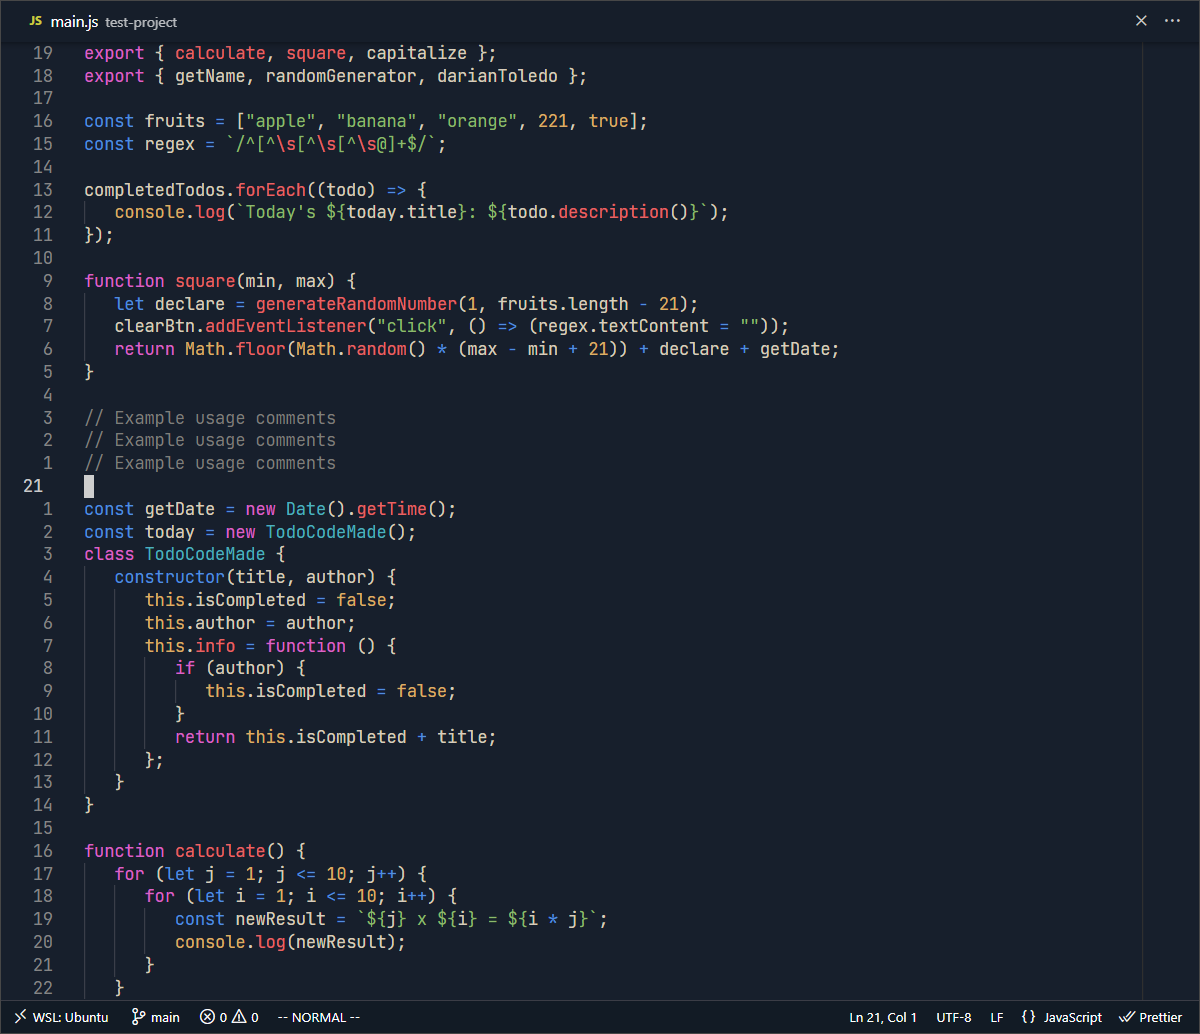 JS main.js test-project
19 export { calculate, square, capitalize };
18 export { getName, randomGenerator, darianToledo };
17
16 const fruits = ["apple", "banana", "orange", 221, true];
15 const regex = `/^[^\s[^\s[^\s@]+$/`;
14
13 completedTodos.forEach((todo) => {
12 console.log(`Today's ${today.title}: ${todo.description()}`);
11 });
10
9 function square(min, max) {
8 let declare = generateRandomNumber(1, fruits.length - 21);
7 clearBtn.addEventListener("click", () => (regex.textContent = ""));
6 return Math.floor(Math.random() * (max - min + 21)) + declare + getDate;
5 }
4
3 // Example usage comments
2 // Example usage comments
1 // Example usage comments
21
1 const getDate = new Date().getTime();
2 const today = new TodoCodeMade();
3 class TodoCodeMade {
4 constructor(title, author) {
5 this.isCompleted = false;
6 this.author = author;
7 this.info = function () {
8 if (author) {
9 this.isCompleted = false;
10 }
11 return this.isCompleted + title;
12 };
13 }
14 }
15
16 function calculate() {
17 for (let j = 1; j <= 10; j++) {
18 for (let i = 1; i <= 10; i++) {
19 const newResult = `${j} x ${i} = ${i * j}`;
20 console.log(newResult);
21 }
22 }
WSL: Ubuntu main 0 0 -- NORMAL -- Ln 21, Col 1 UTF-8 LF {} JavaScript Prettier